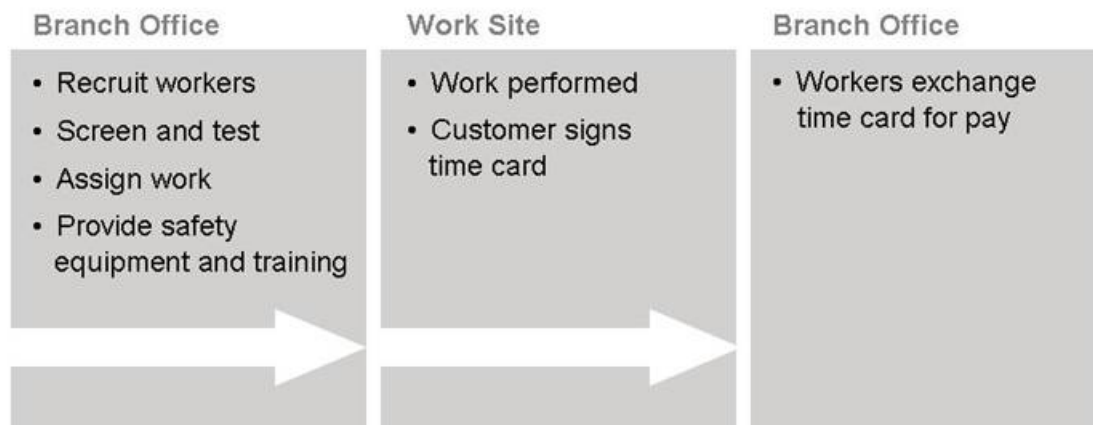 Branch Office
• Recruit workers
• Screen and test
• Assign work
• Provide safety
equipment and training
Work Site
• Work performed
• Customer signs
time card
Branch Office
• Workers exchange
time card for pay